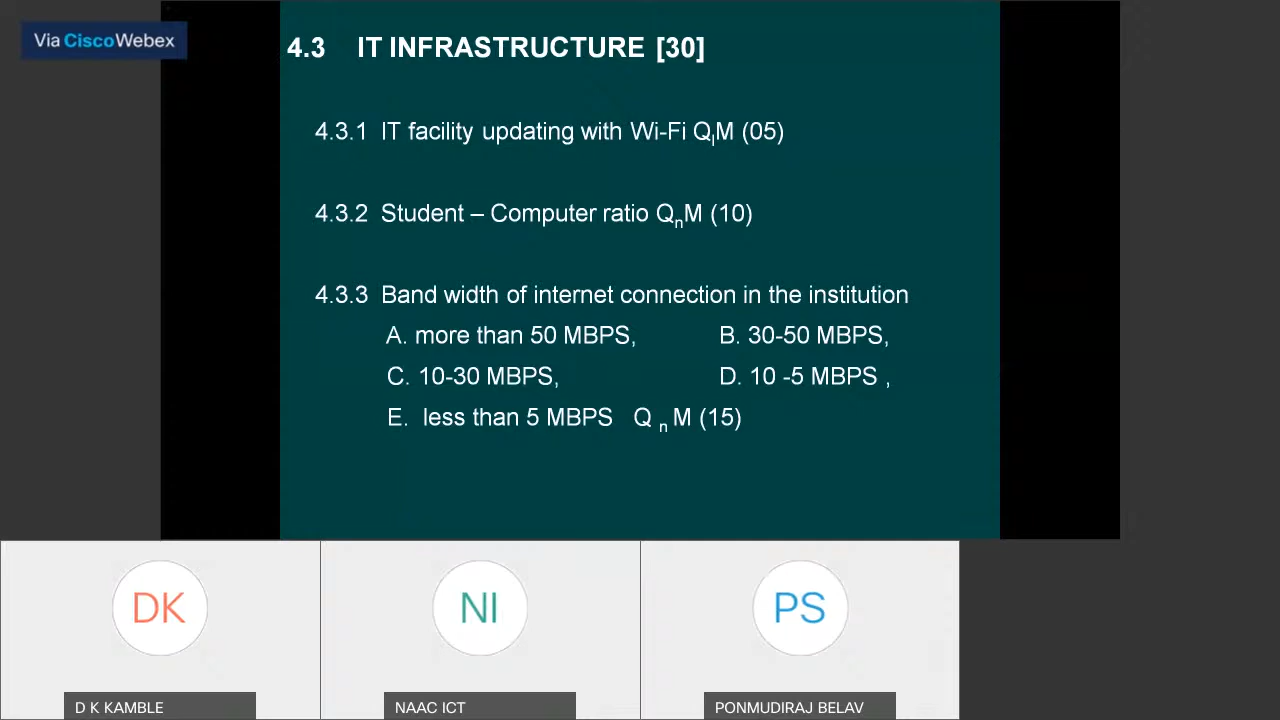 Via CiscoWebex
4.3 IT INFRASTRUCTURE [30]
4.3.1 IT facility updating with Wi-Fi QlM (05)
4.3.2 Student – Computer ratio QnM (10)
4.3.3 Band width of internet connection in the institution
A. more than 50 MBPS, B. 30-50 MBPS,
C. 10-30 MBPS, D. 10 -5 MBPS ,
E. less than 5 MBPS Q n M (15)
DK NI PS
D K KAMBLE NAAC ICT PONMUDIRAJ BELAV